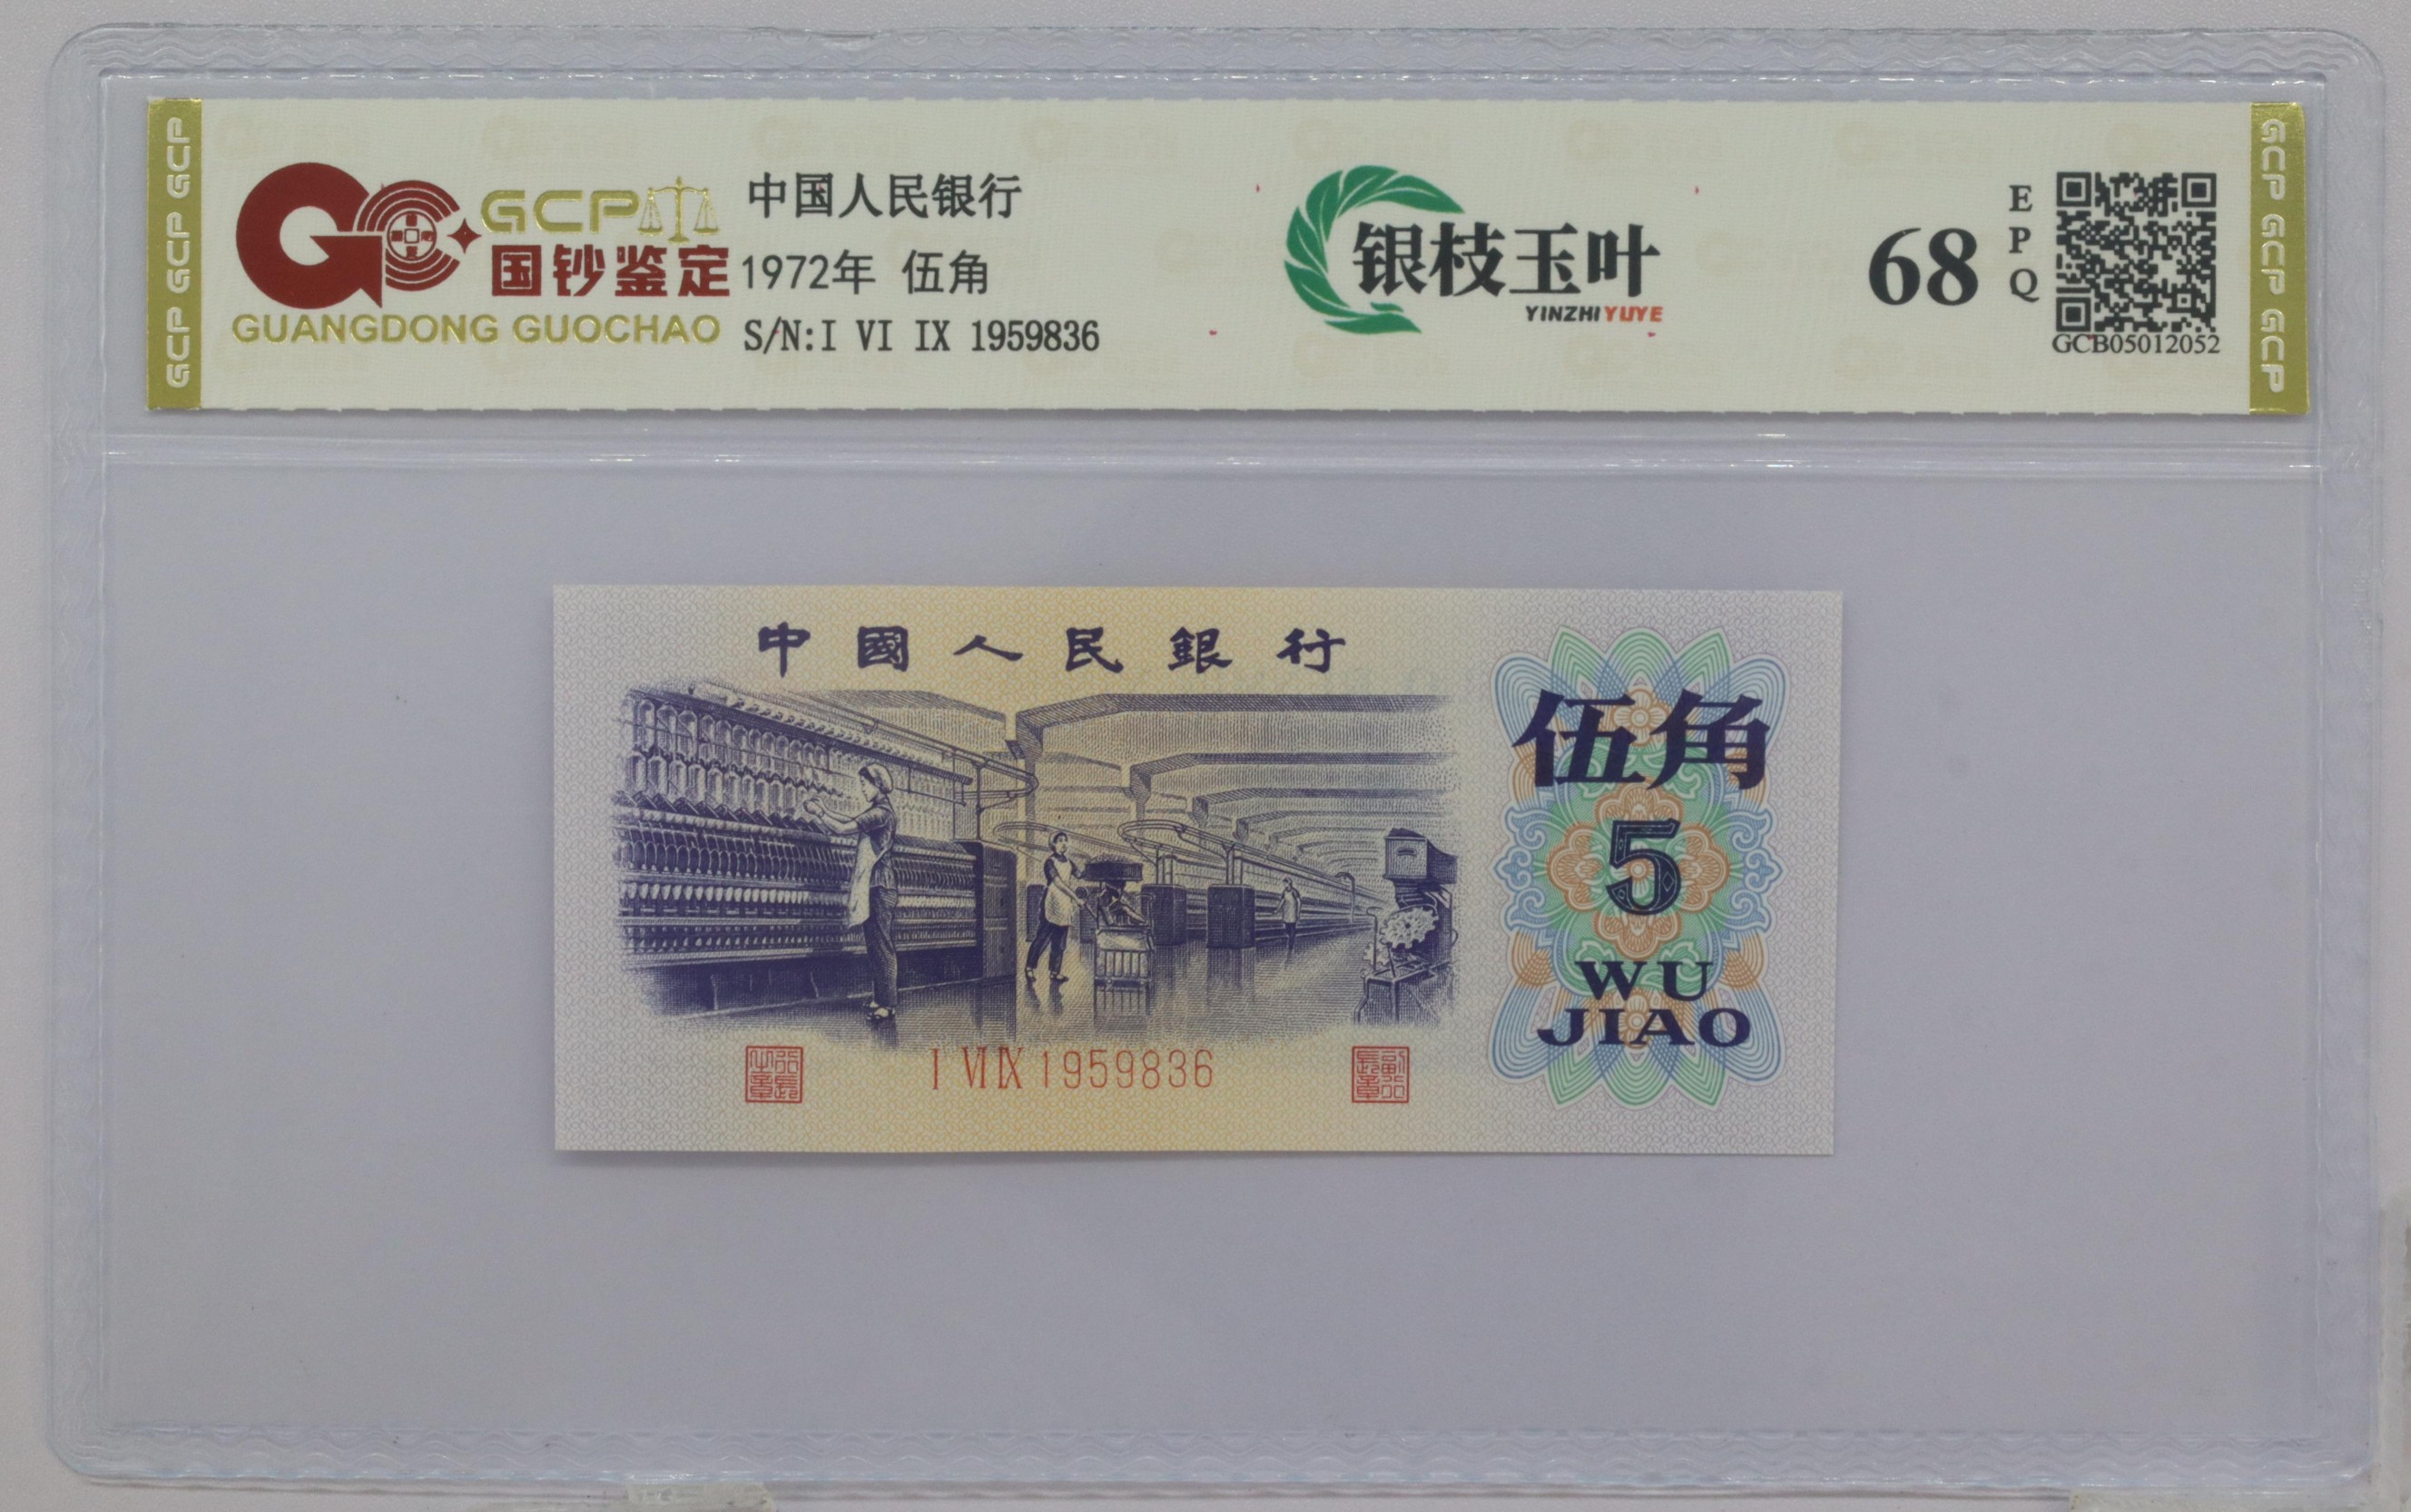 GCP GCP GCP
GCP
国钞鉴定
GUANGDONG GUOCHAO
中国人民银行
1972年 伍角
S/N:I VI IX 1959836
银枝玉叶
YINZHIYUYE
68
EPQ
GCB05012052
GCP GCP GCP
中國人民銀行
伍角
5
WU
JIAO
I VI IX 1959836